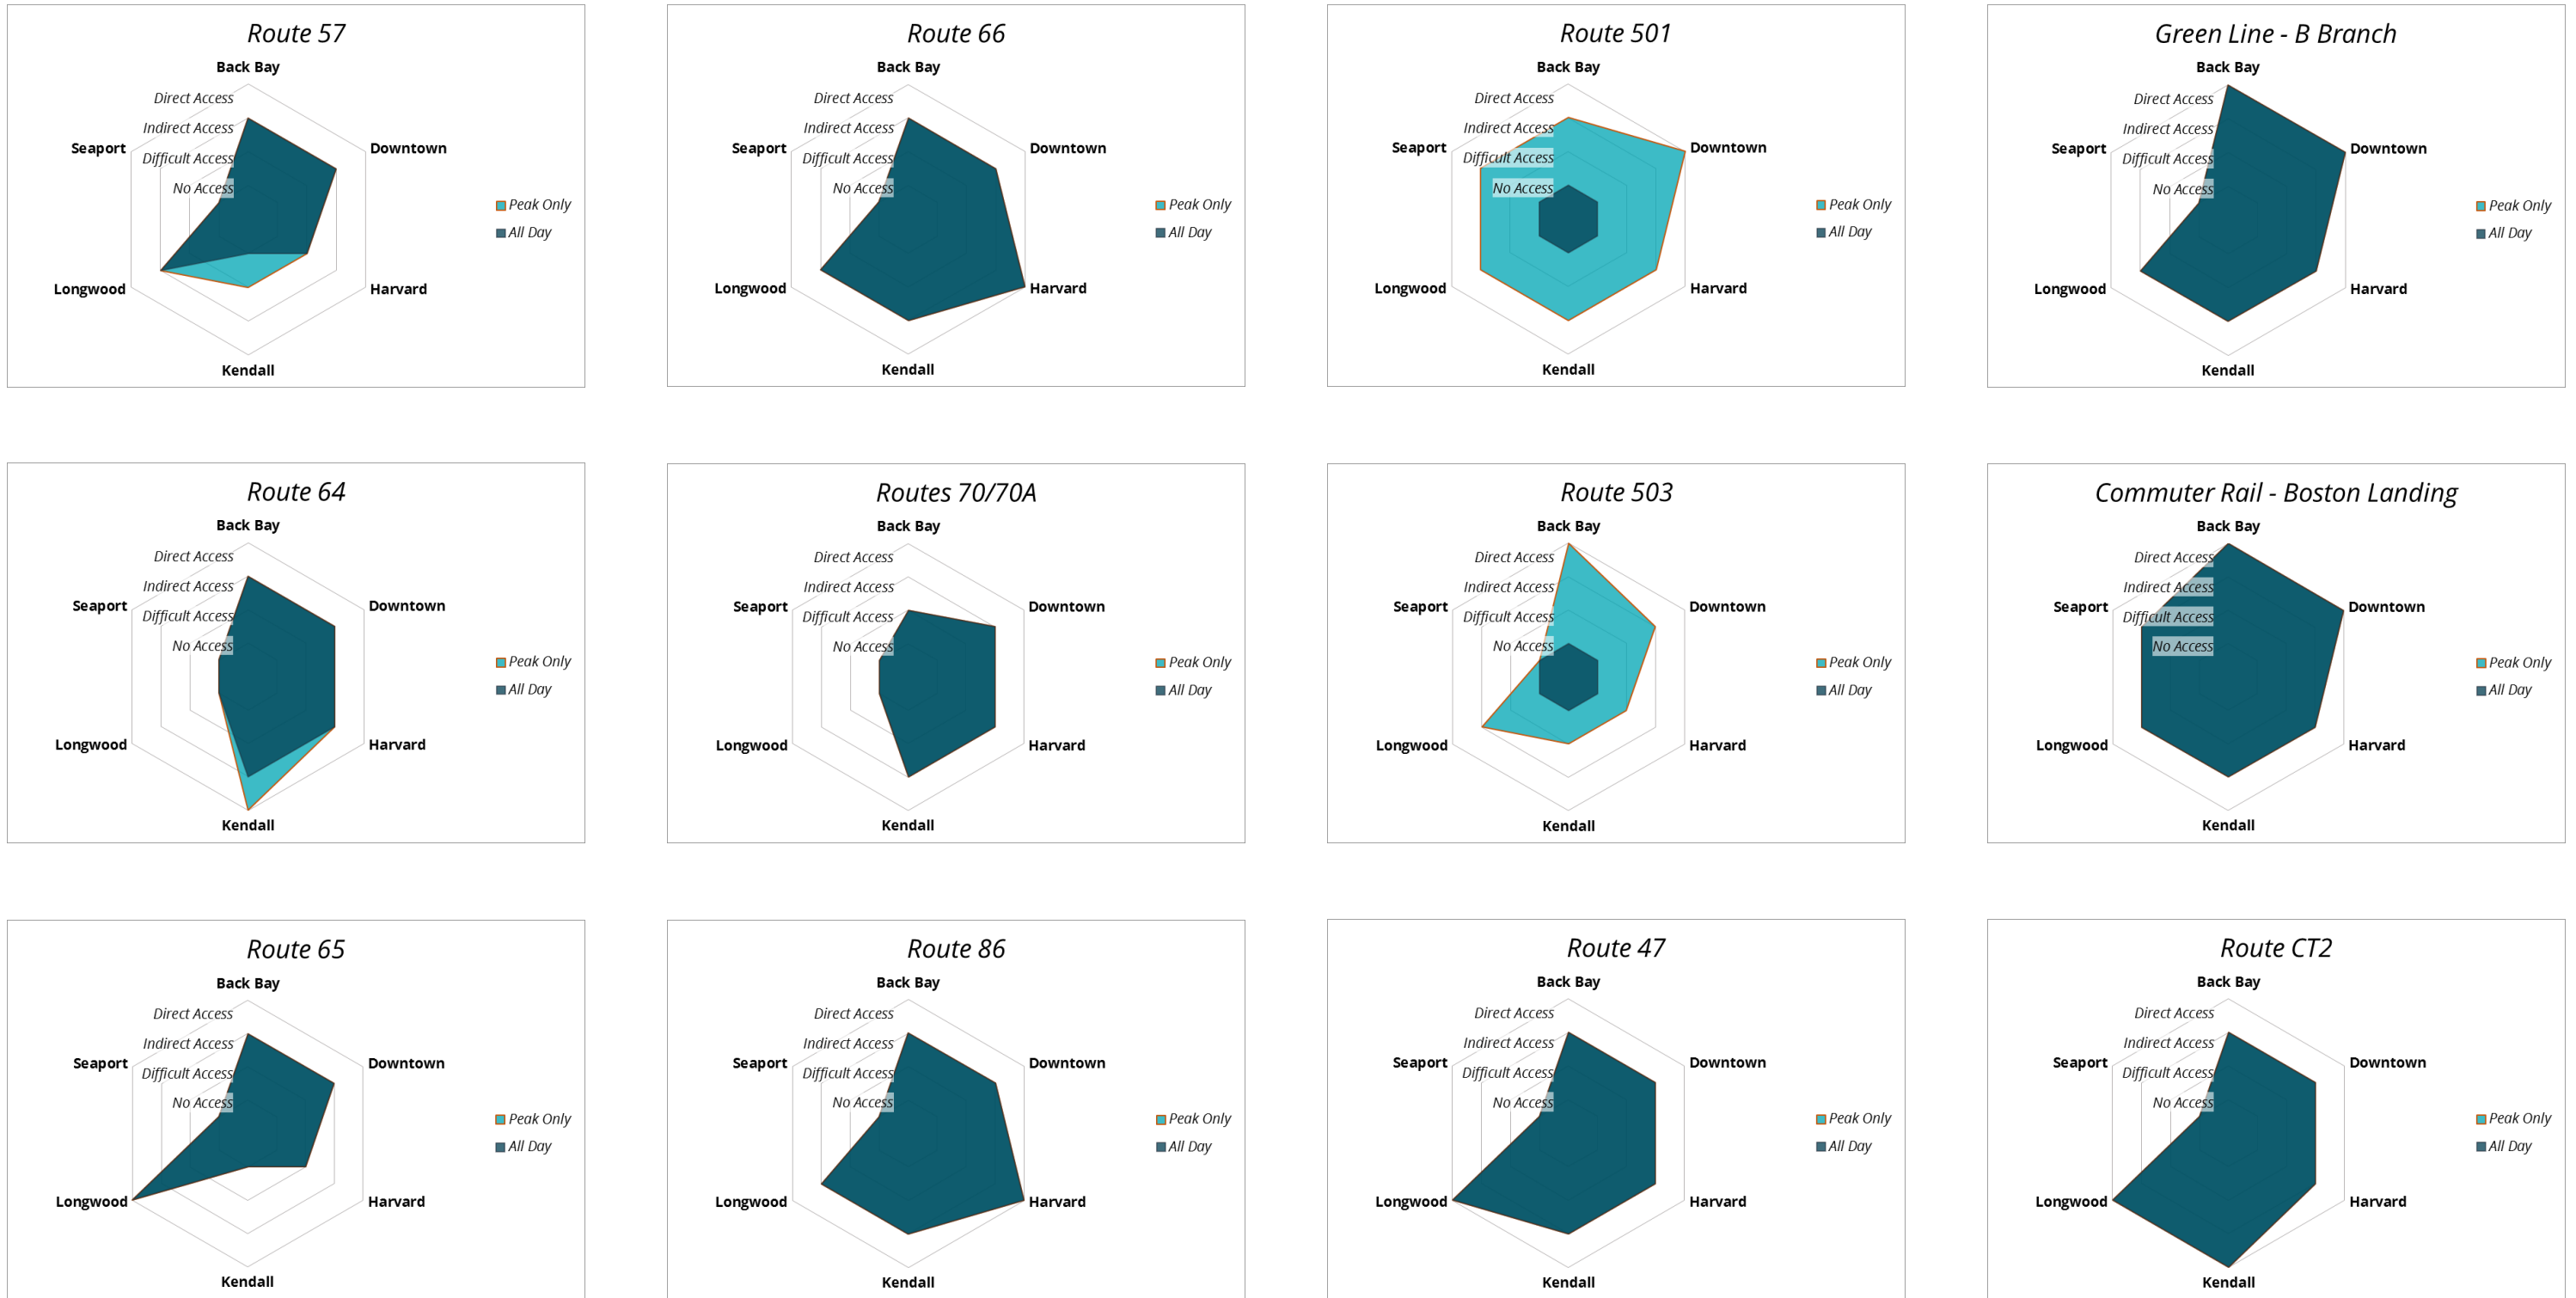 Route 57
Back Bay
Direct Access
Indirect Access
Seaport
Downtown
Difficult Access
No Access
Peak Only
All Day
Longwood
Harvard
Kendall
Route 66
Back Bay
Direct Access
Indirect Access
Seaport
Downtown
Difficult Access
No Access
Peak Only
All Day
Longwood
Harvard
Kendall
Route 501
Back Bay
Direct Access
Indirect Access
Seaport
Downtown
Difficult Access
No Access
Peak Only
All Day
Longwood
Harvard
Kendall
Green Line - B Branch
Back Bay
Direct Access
Indirect Access
Seaport
Downtown
Difficult Access
No Access
Peak Only
All Day
Longwood
Harvard
Kendall
Route 64
Back Bay
Direct Access
Indirect Access
Seaport
Downtown
Difficult Access
No Access
Peak Only
All Day
Longwood
Harvard
Kendall
Routes 70/70A
Back Bay
Direct Access
Indirect Access
Seaport
Downtown
Difficult Access
No Access
Peak Only
All Day
Longwood
Harvard
Kendall
Route 503
Back Bay
Direct Access
Indirect Access
Seaport
Downtown
Difficult Access
No Access
Peak Only
All Day
Longwood
Harvard
Kendall
Commuter Rail - Boston Landing
Back Bay
Direct Access
Indirect Access
Seaport
Downtown
Difficult Access
No Access
Peak Only
All Day
Longwood
Harvard
Kendall
Route 65
Back Bay
Direct Access
Indirect Access
Seaport
Downtown
Difficult Access
No Access
Peak Only
All Day
Longwood
Harvard
Kendall
Route 86
Back Bay
Direct Access
Indirect Access
Seaport
Downtown
Difficult Access
No Access
Peak Only
All Day
Longwood
Harvard
Kendall
Route 47
Back Bay
Direct Access
Indirect Access
Seaport
Downtown
Difficult Access
No Access
Peak Only
All Day
Longwood
Harvard
Kendall
Route CT2
Back Bay
Direct Access
Indirect Access
Seaport
Downtown
Difficult Access
No Access
Peak Only
All Day
Longwood
Harvard
Kendall